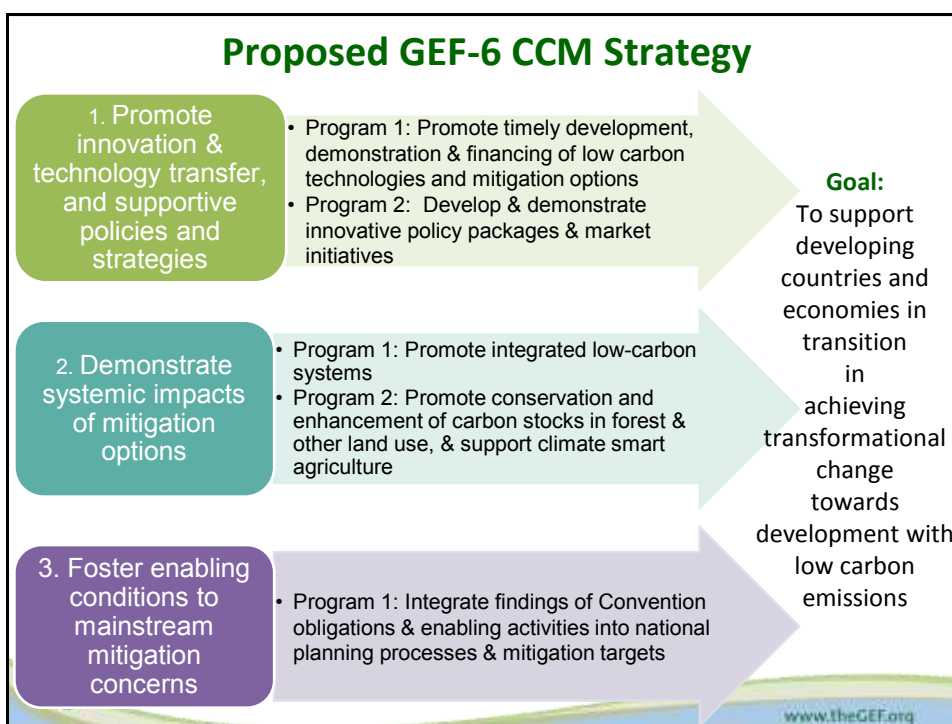 Proposed GEF-6 CCM Strategy
1. Promote
innovation &
technology transfer,
and supportive
policies and
strategies
• Program 1: Promote timely development,
demonstration & financing of low carbon
technologies and mitigation options
• Program 2: Develop & demonstrate
innovative policy packages & market
initiatives
2. Demonstrate
systemic impacts
of mitigation
options
• Program 1: Promote integrated low-carbon
systems
• Program 2: Promote conservation and
enhancement of carbon stocks in forest &
other land use, & support climate smart
agriculture
3. Foster enabling
conditions to
mainstream
mitigation
concerns
• Program 1: Integrate findings of Convention
obligations & enabling activities into national
planning processes & mitigation targets
Goal:
To support
developing
countries and
economies in
transition
in
achieving
transformational
change
towards
development with
low carbon
emissions
www.theGEF.org